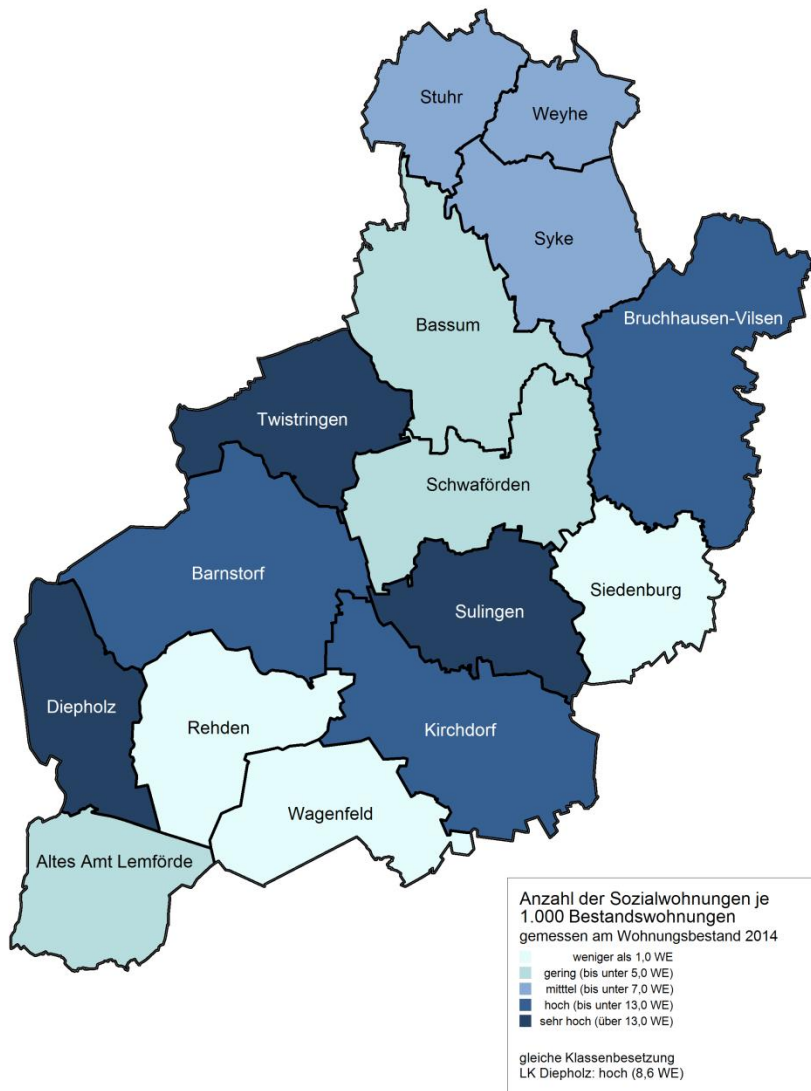 Stuhr
Weyhe
Syke
Bruchhausen-Vilsen
Bassum
Twistringen
Schwaförden
Barnstorf
Siedenburg
Sulingen
Diepholz
Rehden
Kirchdorf
Wagenfeld
Altes Amt Lemförde
Anzahl der Sozialwohnungen je
1.000 Bestandswohnungen
gemessen am Wohnungsbestand 2014
weniger als 1,0 WE
gering (bis unter 5,0 WE)
mitttel (bis unter 7,0 WE)
hoch (bis unter 13,0 WE)
sehr hoch (über 13,0 WE)
gleiche Klassenbesetzung
LK Diepholz: hoch (8,6 WE)